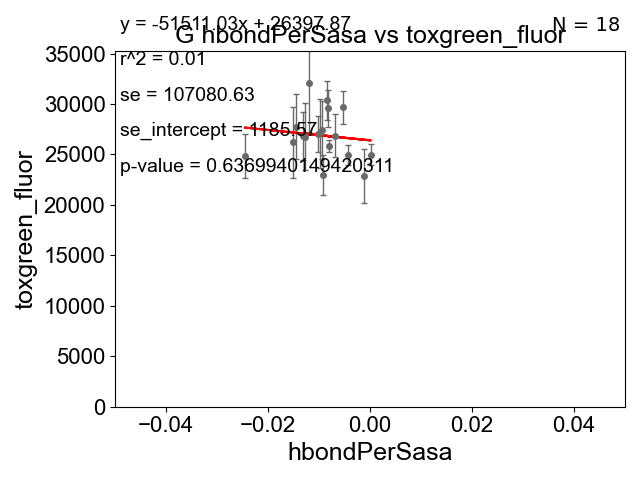 y = -51511.03x + 26397.87
N = 18
G hbondPerSasa vs toxgreen_fluor
r^2 = 0.01
se = 107080.63
se_intercept = 1185.57
p-value = 0.6369940149420311
35000
30000
25000
20000
15000
10000
5000
0
toxgreen_fluor
−0.04
−0.02
0.00
0.02
0.04
hbondPerSasa